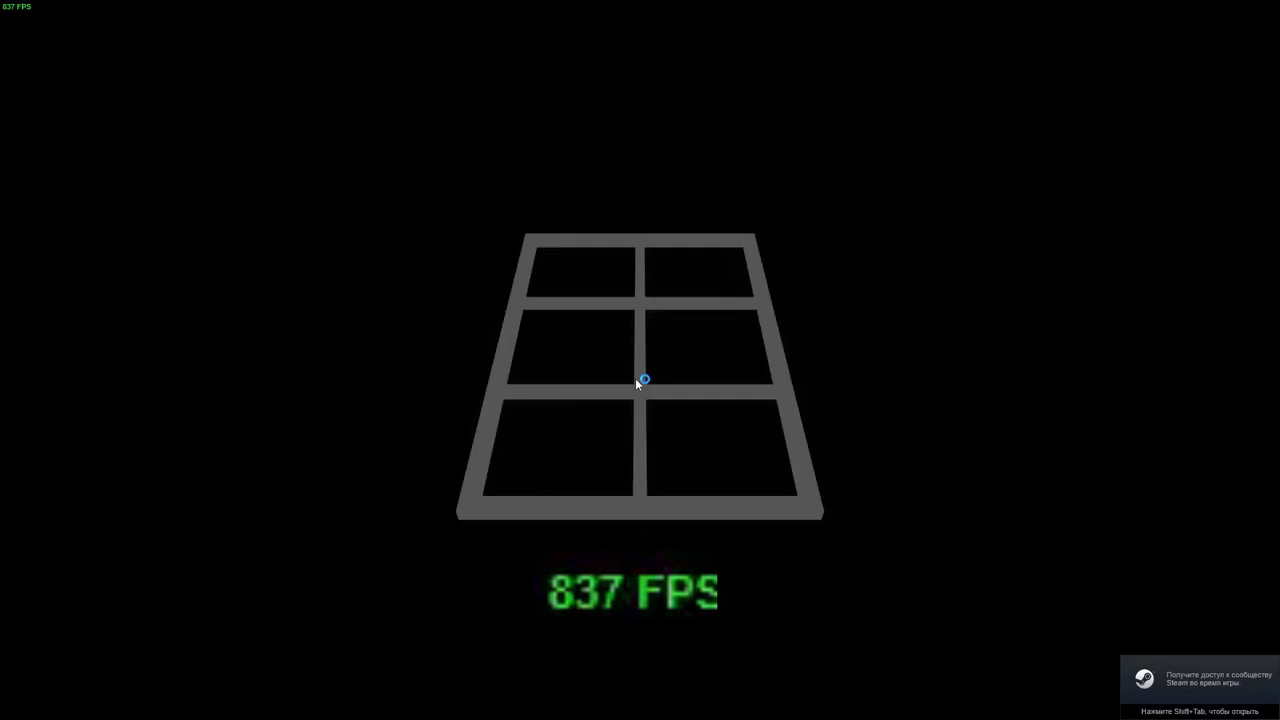 837 FPS
837 FPS
Получите доступ к сообществу
Steam во время игры.
Нажмите Shift+Tab, чтобы открыть